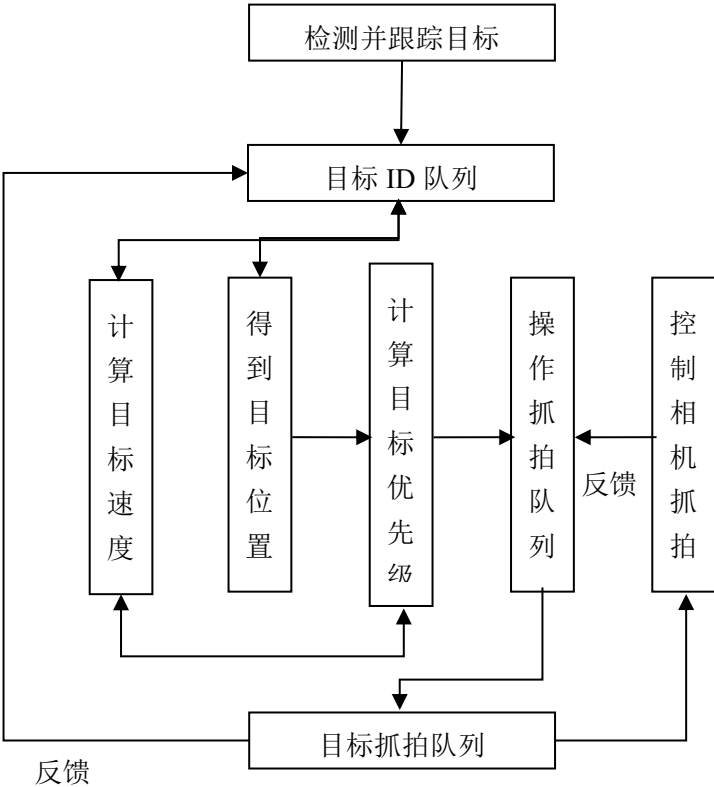 检测并跟踪目标
目标 ID 队列
计算目标速度
得到目标位置
计算目标优先级
操作抓拍队列
控制相机抓拍
反馈
目标抓拍队列
反馈